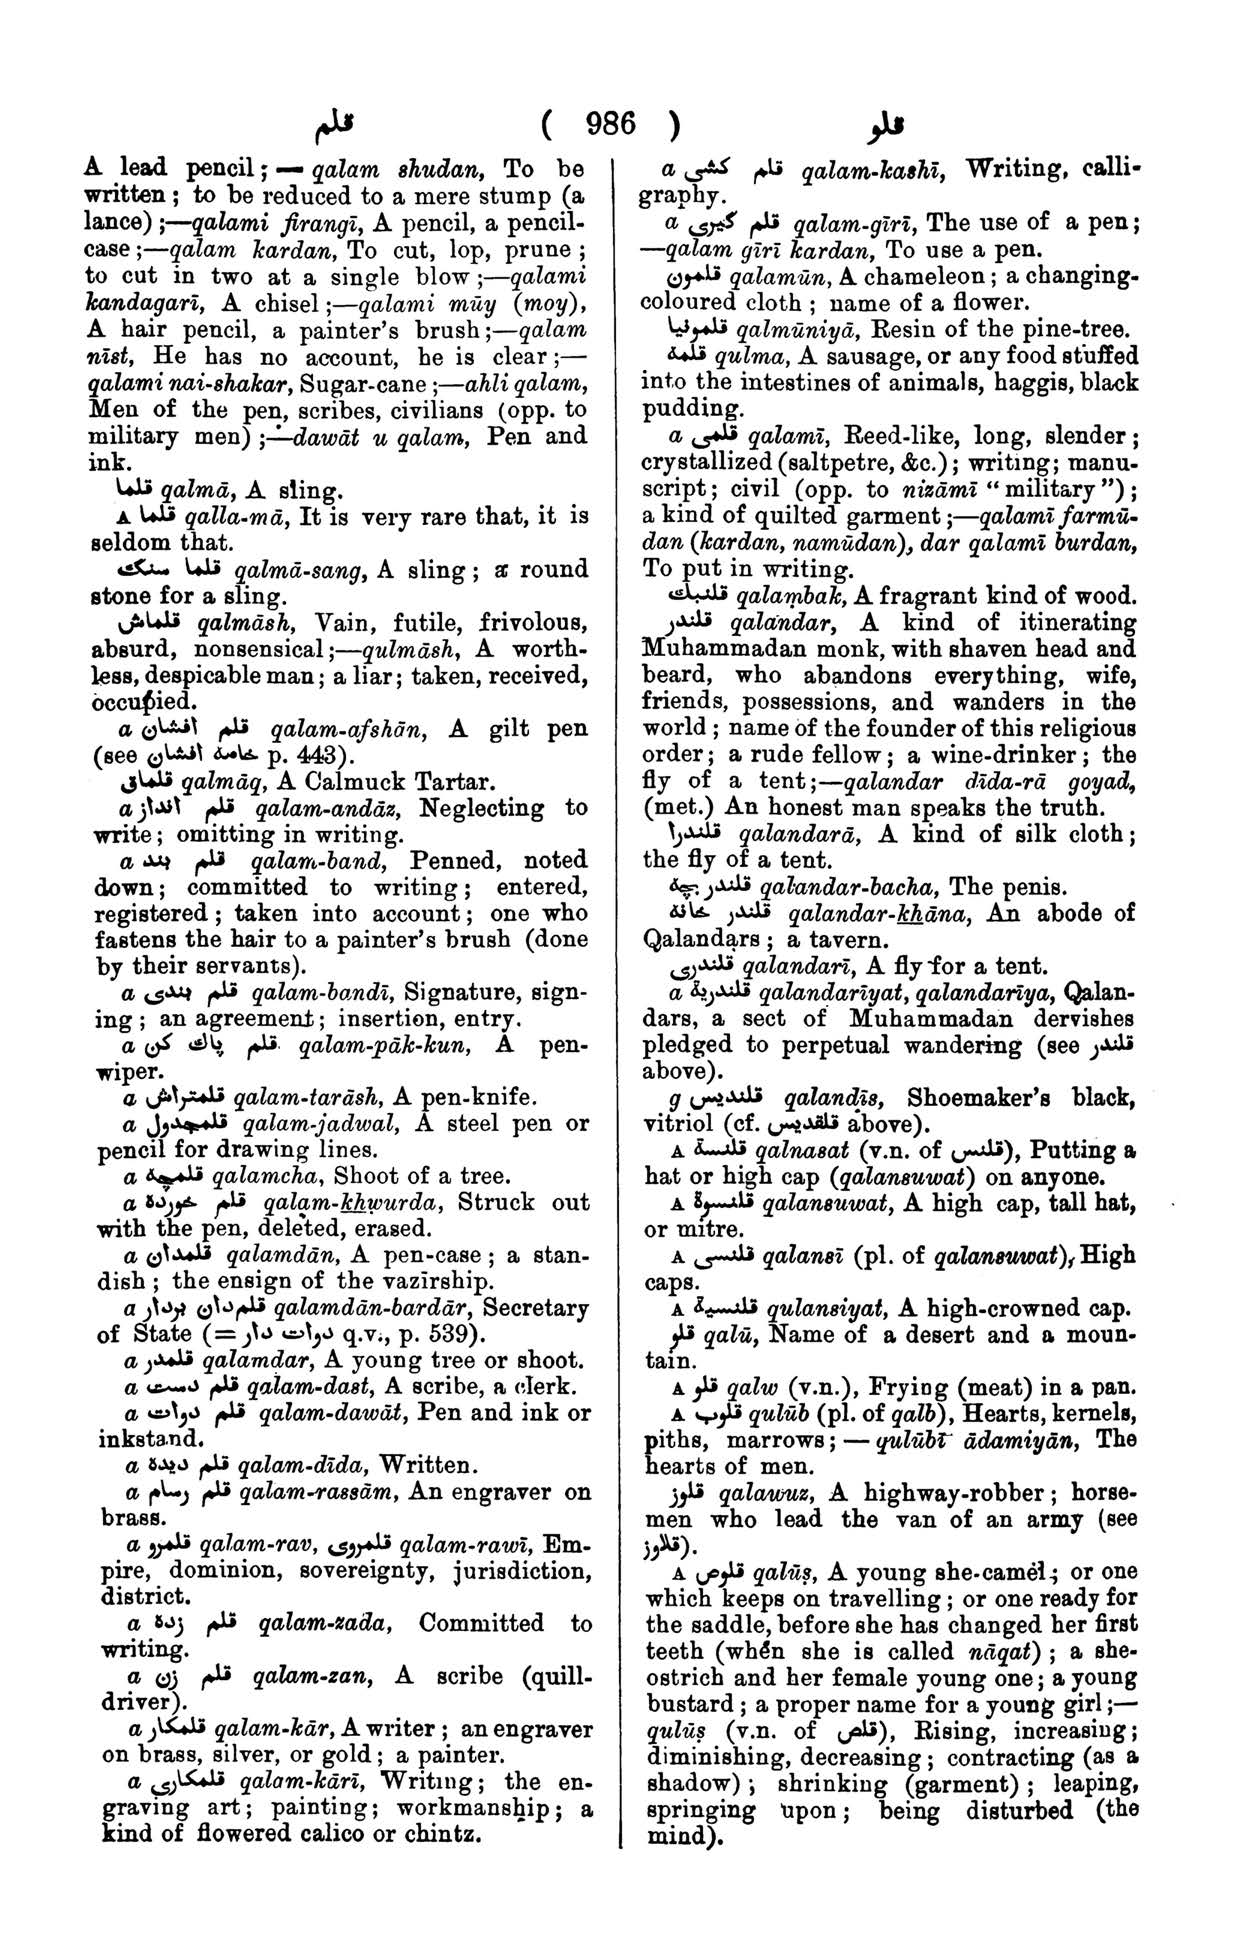 قلم ( 986 ) قلو
A lead pencil; — qalam shudan, To be
written; to be reduced to a mere stump (a
lance);—qalami firangī, A pencil, a pencil-
case;—qalam kardan, To cut, lop, prune;
to cut in two at a single blow;—qalami
kandagarī, A chisel;—qalami mūy (moy),
A hair pencil, a painter's brush;—qalam
nīst, He has no account, he is clear;—
qalami nai-shakar, Sugar-cane;—ahli qalam,
Men of the pen, scribes, civilians (opp. to
military men);—dawāt u qalam, Pen and
ink.
قلما qalmā, A sling.
A قلما qalla-mā, It is very rare that, it is
seldom that.
قلما سنگ qalmā-sang, A sling; a round
stone for a sling.
قلماش qalmāsh, Vain, futile, frivolous,
absurd, nonsensical;—qulmāsh, A worth-
less, despicable man; a liar; taken, received,
occupied.
a قلم افشان qalam-afshān, A gilt pen
(see خامه افشان p. 443).
قلماق qalmāq, A Calmuck Tartar.
a قلم انداز qalam-andāz, Neglecting to
write; omitting in writing.
a قلم بند qalam-band, Penned, noted
down; committed to writing; entered,
registered; taken into account; one who
fastens the hair to a painter's brush (done
by their servants).
a قلم بندی qalam-bandī, Signature, sign-
ing; an agreement; insertion, entry.
a قلم پاك كن qalam-pāk-kun, A pen-
wiper.
a قلمتراش qalam-tarāsh, A pen-knife.
a قلمجدول qalam-jadwal, A steel pen or
pencil for drawing lines.
a قلمچه qalamcha, Shoot of a tree.
a قلم خورده qalam-khẉurda, Struck out
with the pen, deleted, erased.
a قلمدان qalamdān, A pen-case; a stan-
dish; the ensign of the vazīrship.
a قلمدان بردار qalamdān-bardār, Secretary
of State (= دوات دار q.v., p. 539).
a قلمدر qalamdar, A young tree or shoot.
a قلم دست qalam-dast, A scribe, a clerk.
a قلم دوات qalam-dawāt, Pen and ink or
inkstand.
a قلم دیده qalam-dīda, Written.
a قلم رسام qalam-rassām, An engraver on
brass.
a قلمرو qalam-rav, قلمروی qalam-rawī, Em-
pire, dominion, sovereignty, jurisdiction,
district.
a قلم زده qalam-zada, Committed to
writing.
a قلم زن qalam-zan, A scribe (quill-
driver).
a قلمكار qalam-kār, A writer; an engraver
on brass, silver, or gold; a painter.
a قلمكاری qalam-kārī, Writing; the en-
graving art; painting; workmanship; a
kind of flowered calico or chintz.
a قلم كشی qalam-kashī, Writing, calli-
graphy.
a قلم گیری qalam-gīrī, The use of a pen;
—qalam gīrī kardan, To use a pen.
قلمون qalamūn, A chameleon; a changing-
coloured cloth; name of a flower.
قلمونیا qalmūniyā, Resin of the pine-tree.
قلمه qulma, A sausage, or any food stuffed
into the intestines of animals, haggis, black
pudding.
a قلمی qalamī, Reed-like, long, slender;
crystallized (saltpetre, &c.); writing; manu-
script; civil (opp. to nizāmī "military");
a kind of quilted garment;—qalamī farmū-
dan (kardan, namūdan), dar qalamī burdan,
To put in writing.
قلنبك qalaṃbak, A fragrant kind of wood.
قلندر qalandar, A kind of itinerating
Muhammadan monk, with shaven head and
beard, who abandons everything, wife,
friends, possessions, and wanders in the
world; name of the founder of this religious
order; a rude fellow; a wine-drinker; the
fly of a tent;—qalandar dīda-rā goyad,
(met.) An honest man speaks the truth.
قلندرا qalandarā, A kind of silk cloth;
the fly of a tent.
قلندر بچه qalandar-bacha, The penis.
قلندر خانه qalandar-khāna, An abode of
Qalandars; a tavern.
قلندری qalandarī, A fly for a tent.
a قلندریة qalandarīyat, qalandarīya, Qalan-
dars, a sect of Muhammadan dervishes
pledged to perpetual wandering (see قلندر
above).
g قلندیس qalandīs, Shoemaker's black,
vitriol (cf. قلقدیس above).
A قلنسة qalnasat (v.n. of قلنس), Putting a
hat or high cap (qalansuwat) on anyone.
A قلنسوة qalansuwat, A high cap, tall hat,
or mitre.
A قلنسی qalansī (pl. of qalansuwat), High
caps.
A قلنسیة qulansiyat, A high-crowned cap.
قلو qalū, Name of a desert and a moun-
tain.
A قلو qalw (v.n.), Frying (meat) in a pan.
A قلوب qulūb (pl. of qalb), Hearts, kernels,
piths, marrows; — qulūbi ādamiyān, The
hearts of men.
قلوز qalawuz, A highway-robber; horse-
men who lead the van of an army (see
قلاوز).
A قلوص qalūṣ, A young she-camel; or one
which keeps on travelling; or one ready for
the saddle, before she has changed her first
teeth (when she is called nāqat); a she-
ostrich and her female young one; a young
bustard; a proper name for a young girl;—
qulūṣ (v.n. of قلص), Rising, increasing;
diminishing, decreasing; contracting (as a
shadow); shrinking (garment); leaping,
springing upon; being disturbed (the
mind).